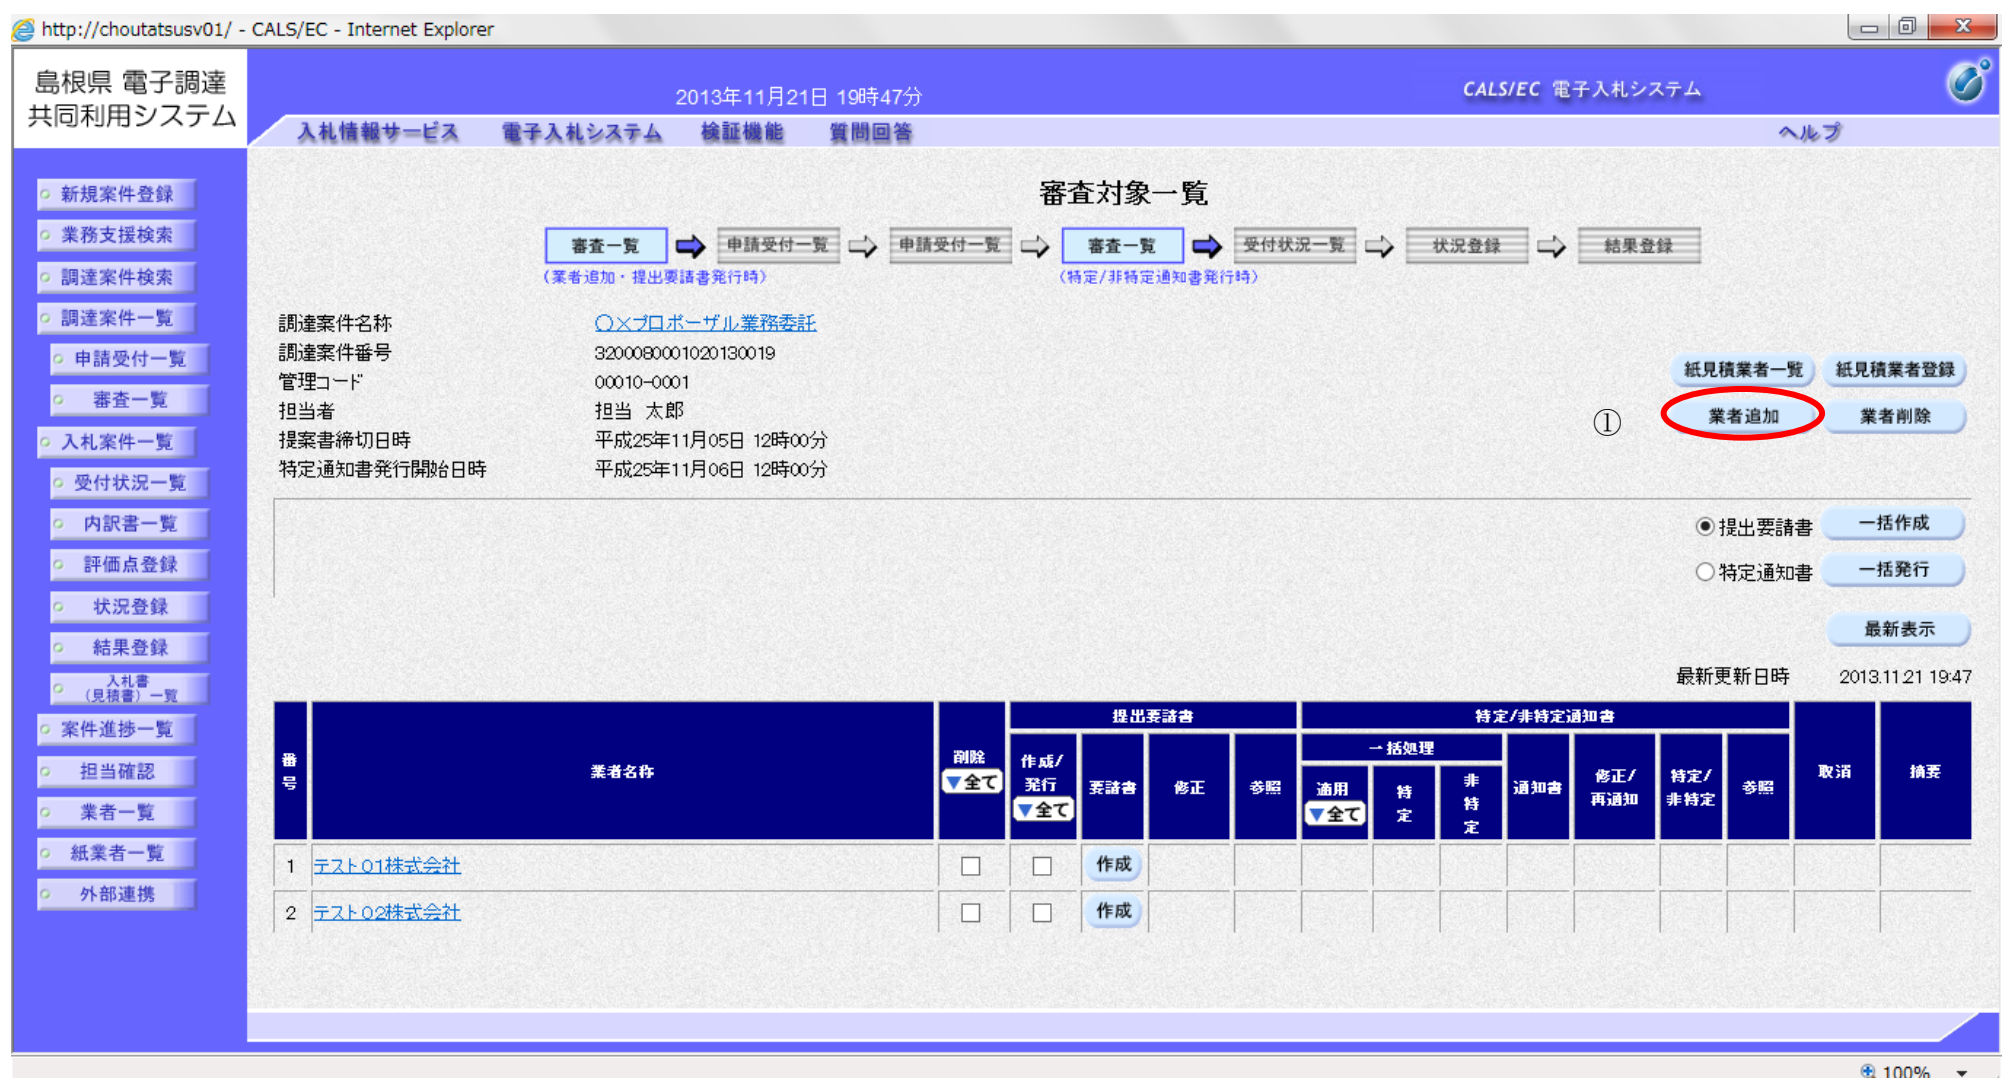 http://choutatsusv01/ - CALS/EC - Internet Explorer
島根県 電子調達
共同利用システム
2013年11月21日 19時47分
CALS/EC 電子入札システム
入札情報サービス 電子入札システム 検証機能 質問回答 ヘルプ
新規案件登録
業務支援検索
調達案件検索
調達案件一覧
申請受付一覧
審査一覧
入札案件一覧
受付状況一覧
内訳書一覧
評価点登録
状況登録
結果登録
入札書
（見積書）一覧
案件進捗一覧
担当確認
業者一覧
紙業者一覧
外部連携
審査対象一覧
審査一覧 申請受付一覧 申請受付一覧 審査一覧 受付状況一覧 状況登録 結果登録
（業者追加・提出要請書発行時） （特定/非特定通知書発行時）
調達案件名称 〇×プロポーザル業務委託
調達案件番号 3200080001020130019
管理コード 00010-0001
担当者 担当 太郎
提案書締切日時 平成25年11月05日 12時00分
特定通知書発行開始日時 平成25年11月06日 12時00分
紙見積業者一覧 紙見積業者登録
① 業者追加 業者削除
提出要請書 一括作成
特定通知書 一括発行
最新表示
最新更新日時 2013.11.21 19:47
番号 業者名称 削除 ▼全て 提出要請書 特定/非特定通知書 取消 摘要
作成/発行 ▼全て 要請書 修正 参照 一括処理 通知書 修正/再通知 特定/非特定 参照
適用 ▼全て 特定 非特定
1 テスト01株式会社 作成
2 テスト02株式会社 作成
100%